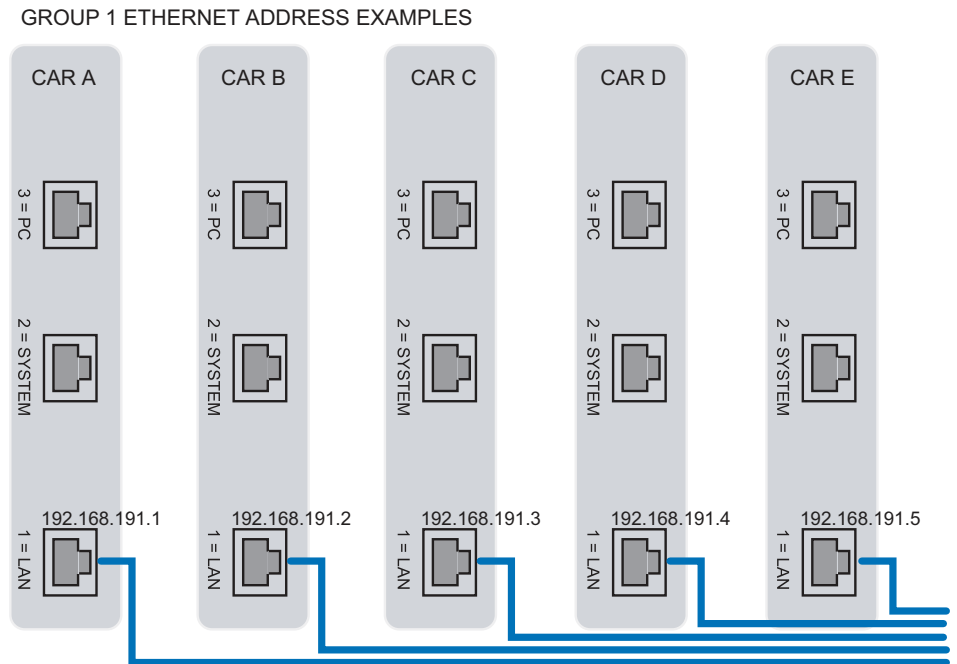 GROUP 1 ETHERNET ADDRESS EXAMPLES
CAR A
CAR B
CAR C
CAR D
CAR E
3 = PC
3 = PC
3 = PC
3 = PC
3 = PC
2 = SYSTEM
2 = SYSTEM
2 = SYSTEM
2 = SYSTEM
2 = SYSTEM
192.168.191.1
192.168.191.2
192.168.191.3
192.168.191.4
192.168.191.5
1 = LAN
1 = LAN
1 = LAN
1 = LAN
1 = LAN